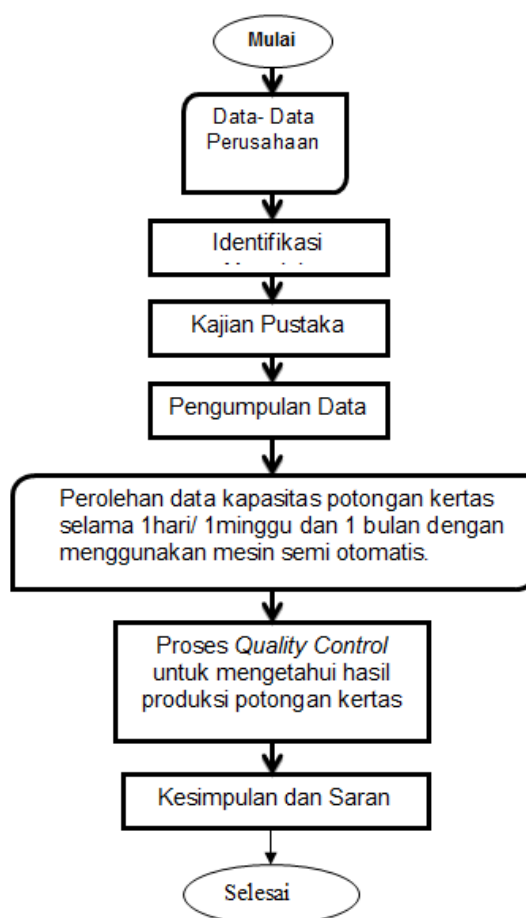 Mulai
Data- Data
Perusahaan
Identifikasi
Kajian Pustaka
Pengumpulan Data
Perolehan data kapasitas potongan kertas
selama 1hari/ 1minggu dan 1 bulan dengan
menggunakan mesin semi otomatis.
Proses Quality Control
untuk mengetahui hasil
produksi potongan kertas
Kesimpulan dan Saran
Selesai